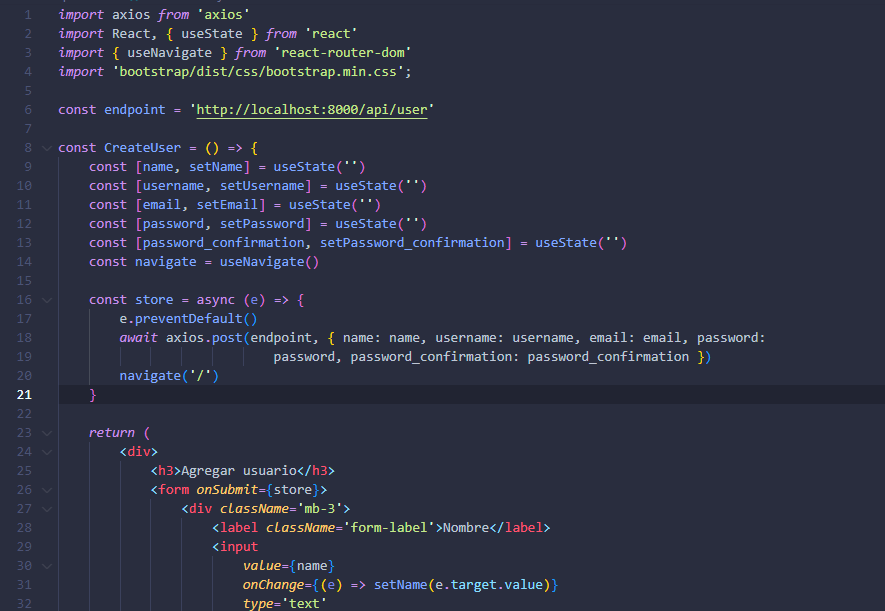 1 import axios from 'axios'
2 import React, { useState } from 'react'
3 import { useNavigate } from 'react-router-dom'
4 import 'bootstrap/dist/css/bootstrap.min.css';
5
6 const endpoint = 'http://localhost:8000/api/user'
7
8 const CreateUser = () => {
9 const [name, setName] = useState('')
10 const [username, setUsername] = useState('')
11 const [email, setEmail] = useState('')
12 const [password, setPassword] = useState('')
13 const [password_confirmation, setPassword_confirmation] = useState('')
14 const navigate = useNavigate()
15
16 const store = async (e) => {
17 e.preventDefault()
18 await axios.post(endpoint, { name: name, username: username, email: email, password:
19 password, password_confirmation: password_confirmation })
20 navigate('/')
21 }
22
23 return (
24 <div>
25 <h3>Agregar usuario</h3>
26 <form onSubmit={store}>
27 <div className='mb-3'>
28 <label className='form-label'>Nombre</label>
29 <input
30 value={name}
31 onChange={(e) => setName(e.target.value)}
32 type='text'